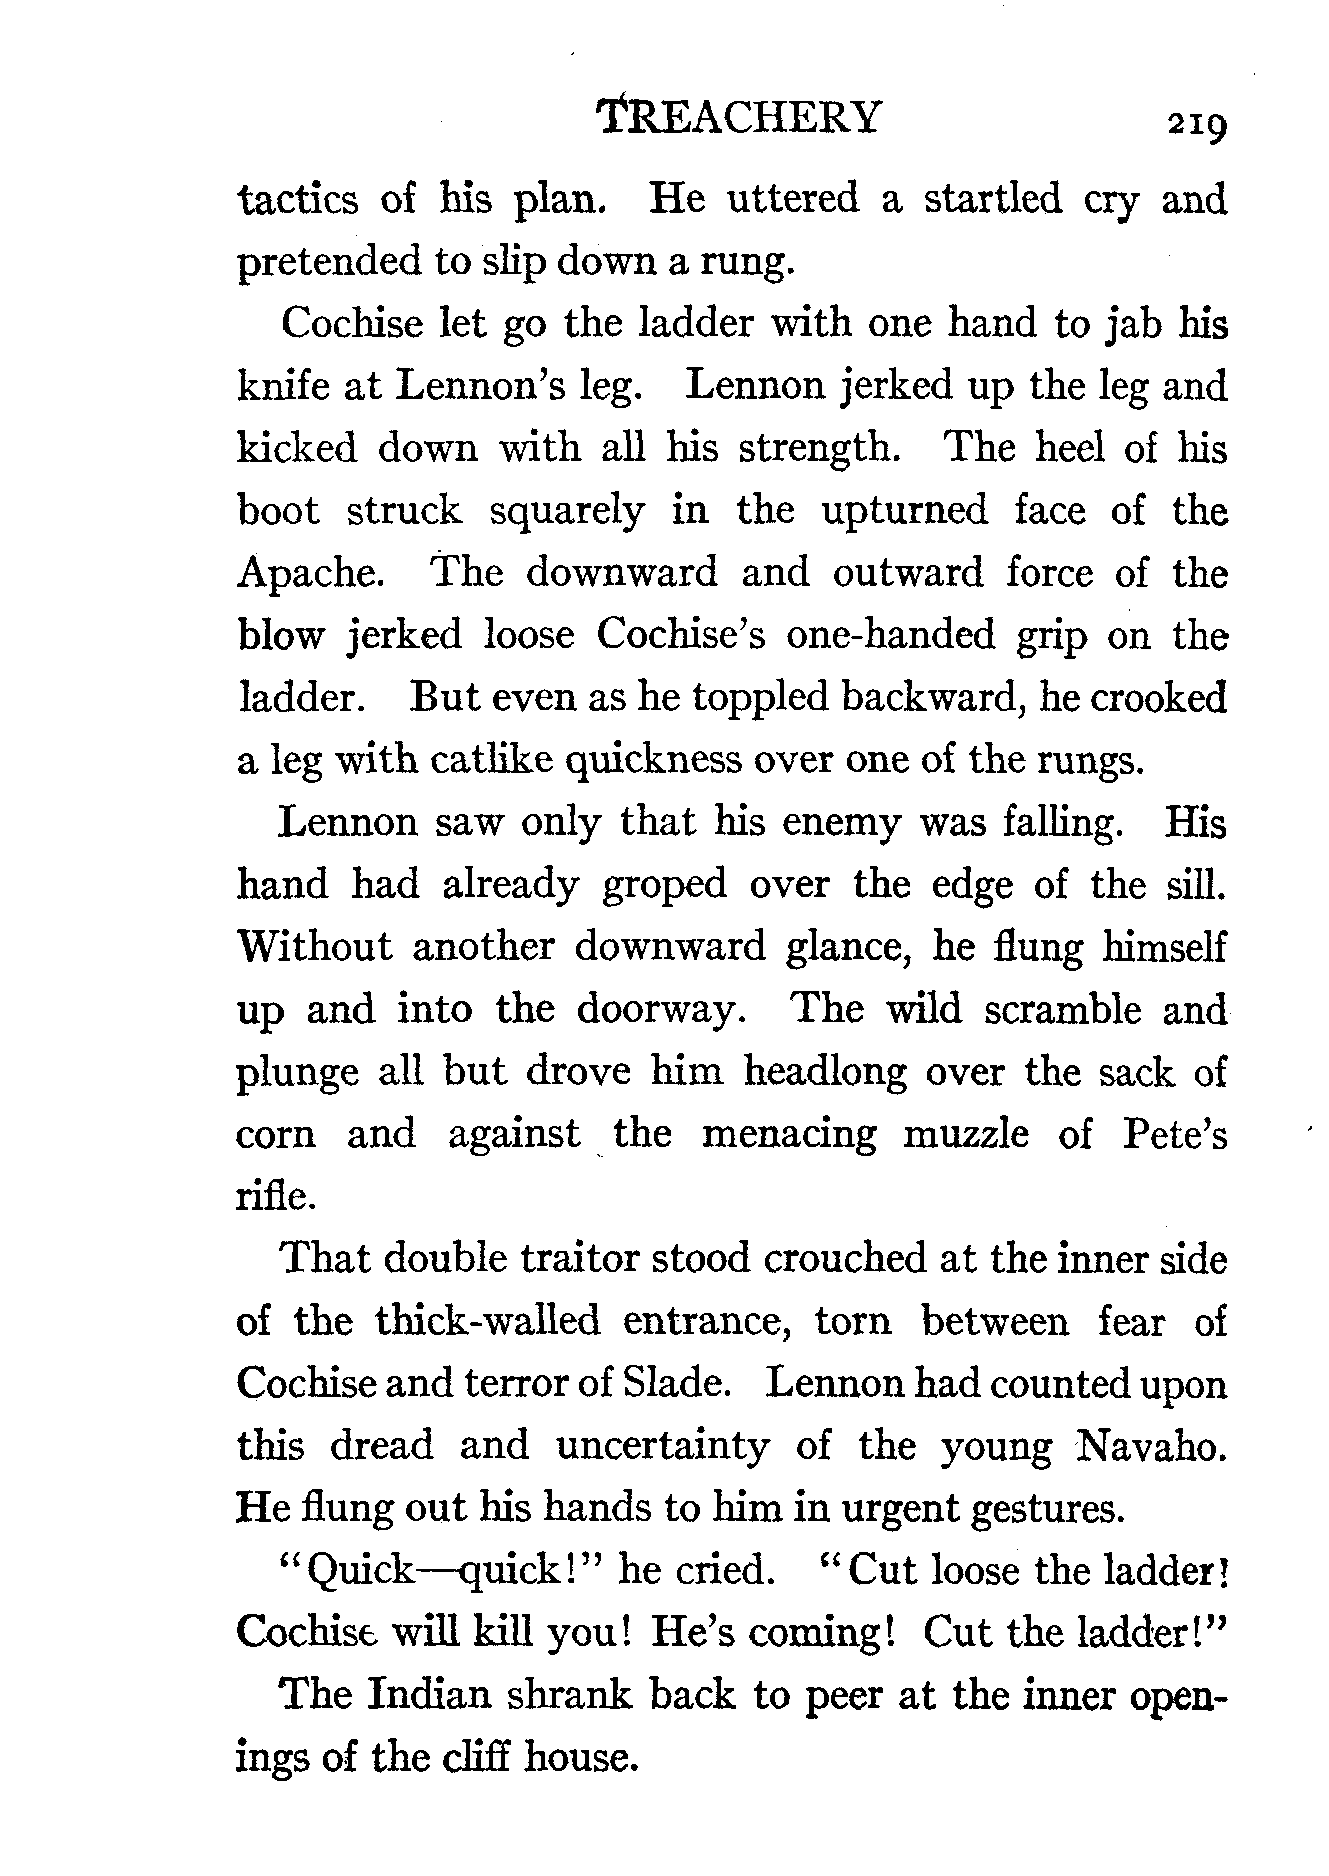 TREACHERY 219
tactics of his plan. He uttered a startled cry and
pretended to slip down a rung.
Cochise let go the ladder with one hand to jab his
knife at Lennon's leg. Lennon jerked up the leg and
kicked down with all his strength. The heel of his
boot struck squarely in the upturned face of the
Apache. The downward and outward force of the
blow jerked loose Cochise's one-handed grip on the
ladder. But even as he toppled backward, he crooked
a leg with catlike quickness over one of the rungs.
Lennon saw only that his enemy was falling. His
hand had already groped over the edge of the sill.
Without another downward glance, he flung himself
up and into the doorway. The wild scramble and
plunge all but drove him headlong over the sack of
corn and against the menacing muzzle of Pete's
rifle.
That double traitor stood crouched at the inner side
of the thick-walled entrance, torn between fear of
Cochise and terror of Slade. Lennon had counted upon
this dread and uncertainty of the young Navaho.
He flung out his hands to him in urgent gestures.
"Quick—quick!" he cried. "Cut loose the ladder!
Cochise will kill you! He's coming! Cut the ladder!"
The Indian shrank back to peer at the inner open-
ings of the cliff house.